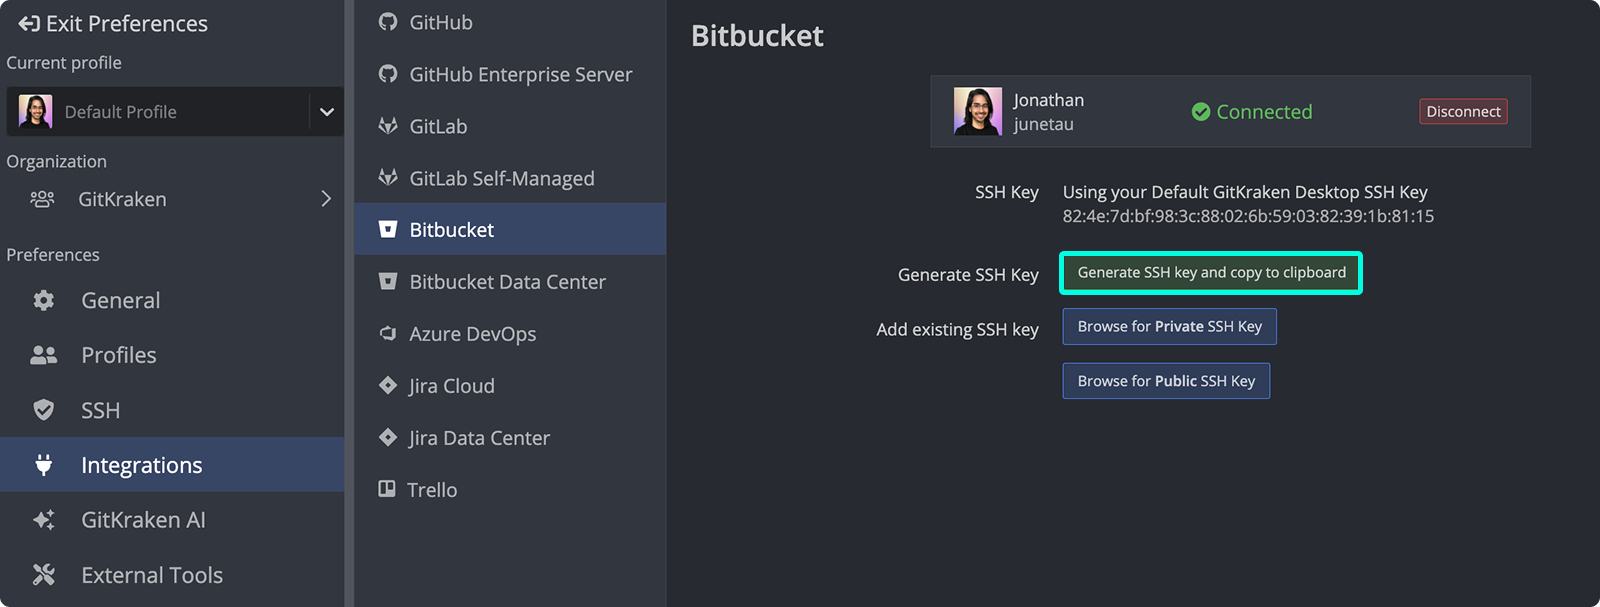 Exit Preferences
Current profile
Default Profile
Organization
GitKraken
Preferences
General
Profiles
SSH
Integrations
GitKraken AI
External Tools
GitHub
GitHub Enterprise Server
GitLab
GitLab Self-Managed
Bitbucket
Bitbucket Data Center
Azure DevOps
Jira Cloud
Jira Data Center
Trello
Bitbucket
Jonathan
junetau
Connected
Disconnect
SSH Key
Using your Default GitKraken Desktop SSH Key
82:4e:7d:bf:98:3c:88:02:6b:59:03:82:39:1b:81:15
Generate SSH Key
Generate SSH key and copy to clipboard
Add existing SSH key
Browse for Private SSH Key
Browse for Public SSH Key